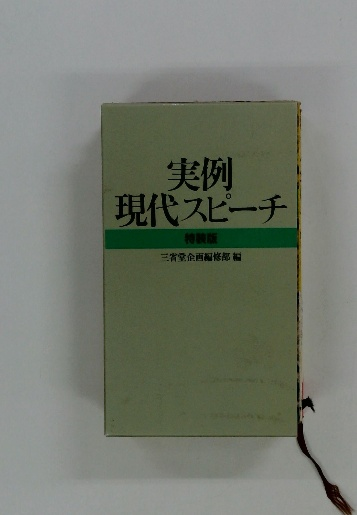 実例
現代スピーチ
特装版
三省堂企画編修部 編